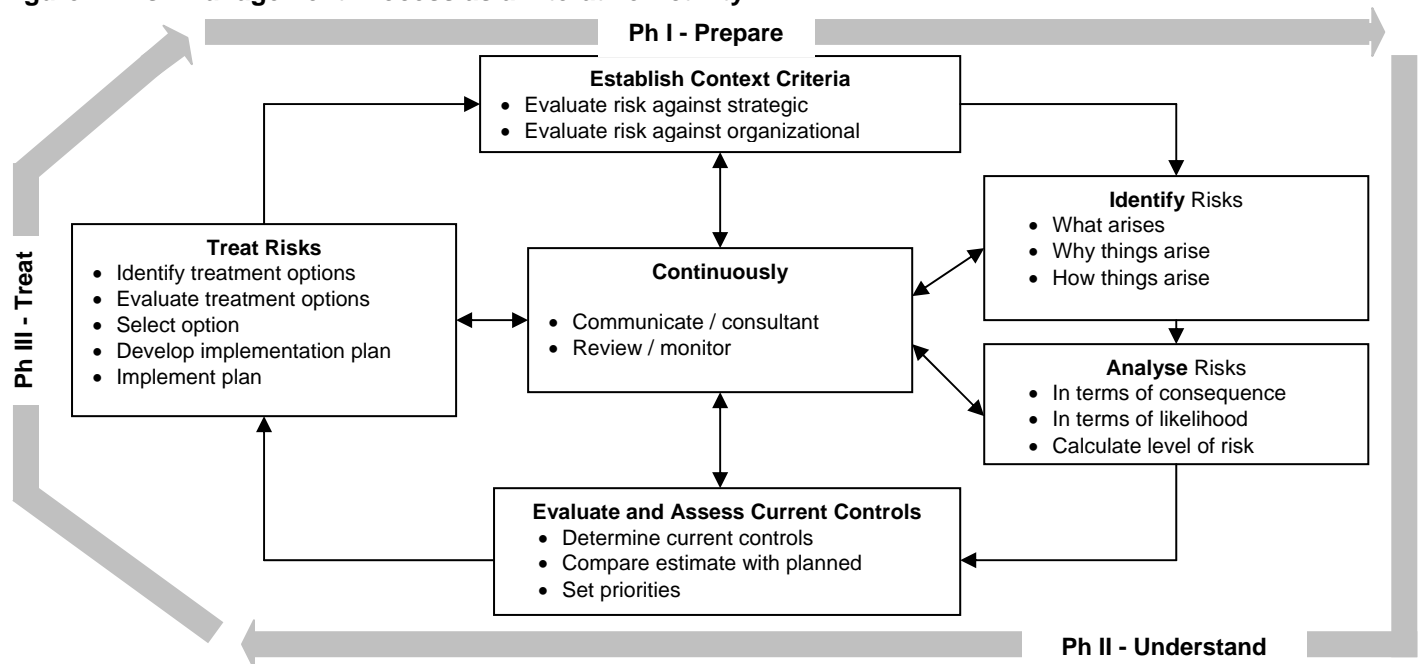 Ph I - Prepare
Establish Context Criteria
• Evaluate risk against strategic
• Evaluate risk against organizational
Identify Risks
• What arises
• Why things arise
• How things arise
Treat Risks
• Identify treatment options
• Evaluate treatment options
• Select option
• Develop implementation plan
• Implement plan
Continuously
• Communicate / consultant
• Review / monitor
Ph III - Treat
Analyse Risks
• In terms of consequence
• In terms of likelihood
• Calculate level of risk
Evaluate and Assess Current Controls
• Determine current controls
• Compare estimate with planned
• Set priorities
Ph II - Understand